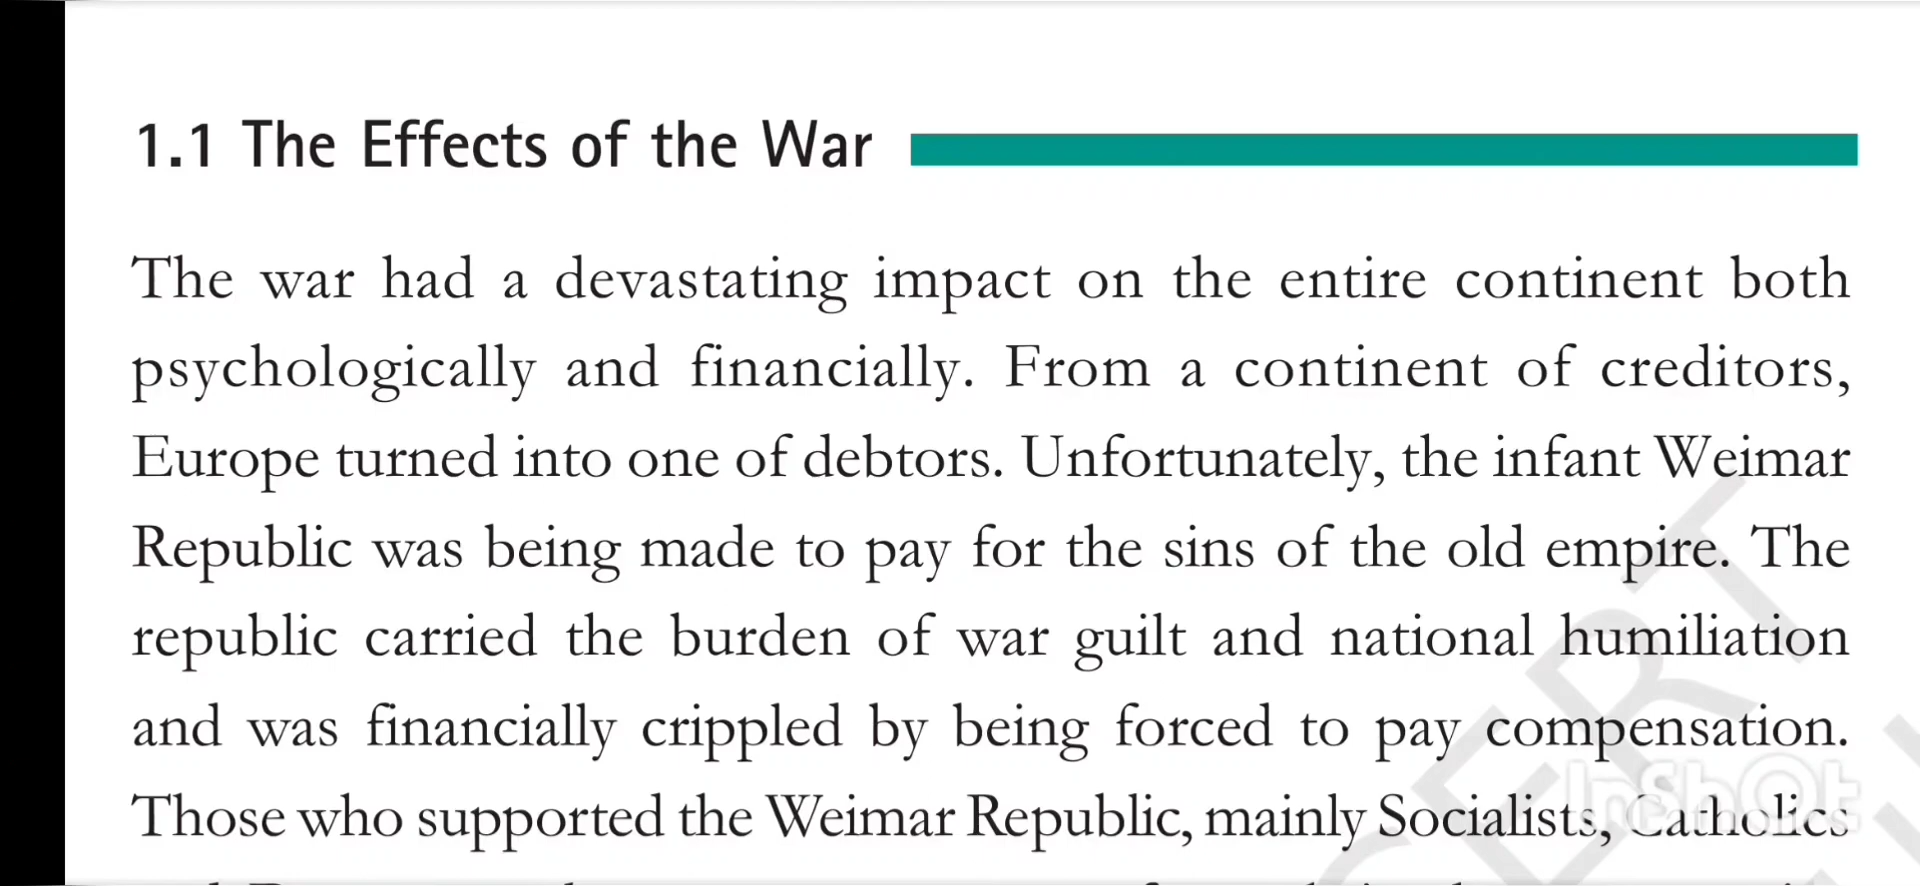 1.1 The Effects of the War
The war had a devastating impact on the entire continent both
psychologically and financially. From a continent of creditors,
Europe turned into one of debtors. Unfortunately, the infant Weimar
Republic was being made to pay for the sins of the old empire. The
republic carried the burden of war guilt and national humiliation
and was financially crippled by being forced to pay compensation.
Those who supported the Weimar Republic, mainly Socialists, Catholics
InShOt